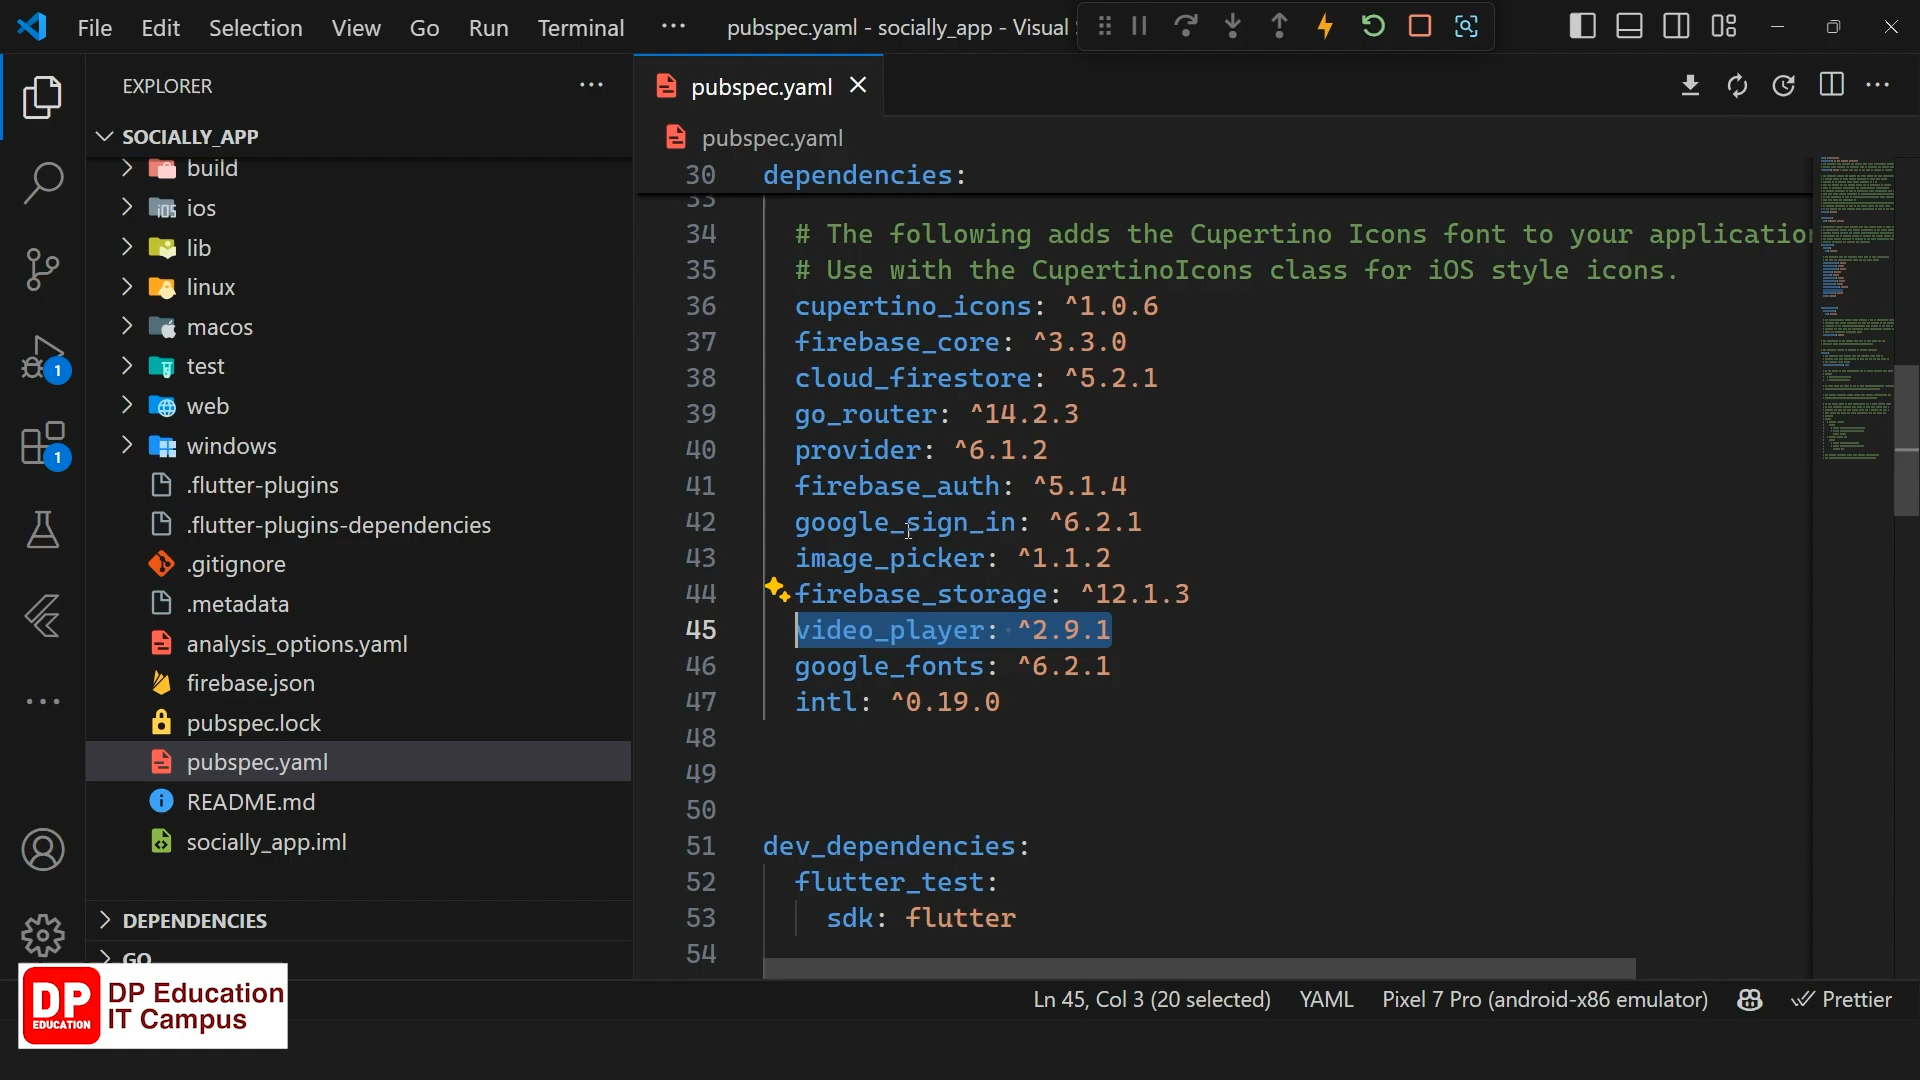 File Edit Selection View Go Run Terminal ··· pubspec.yaml - socially_app - Visual
EXPLORER ···
SOCIALLY_APP
build
ios
lib
linux
macos
test
web
windows
.flutter-plugins
.flutter-plugins-dependencies
.gitignore
.metadata
analysis_options.yaml
firebase.json
pubspec.lock
pubspec.yaml
README.md
socially_app.iml
DEPENDENCIES
GO
1
1
pubspec.yaml
pubspec.yaml
30 dependencies:
33
34 # The following adds the Cupertino Icons font to your application
35 # Use with the CupertinoIcons class for iOS style icons.
36 cupertino_icons: ^1.0.6
37 firebase_core: ^3.3.0
38 cloud_firestore: ^5.2.1
39 go_router: ^14.2.3
40 provider: ^6.1.2
41 firebase_auth: ^5.1.4
42 google_sign_in: ^6.2.1
43 image_picker: ^1.1.2
44 firebase_storage: ^12.1.3
45 video_player: ^2.9.1
46 google_fonts: ^6.2.1
47 intl: ^0.19.0
48
49
50
51 dev_dependencies:
52 flutter_test:
53 sdk: flutter
54
Ln 45, Col 3 (20 selected) YAML Pixel 7 Pro (android-x86 emulator) Prettier
DP EDUCATION
DP Education
IT Campus